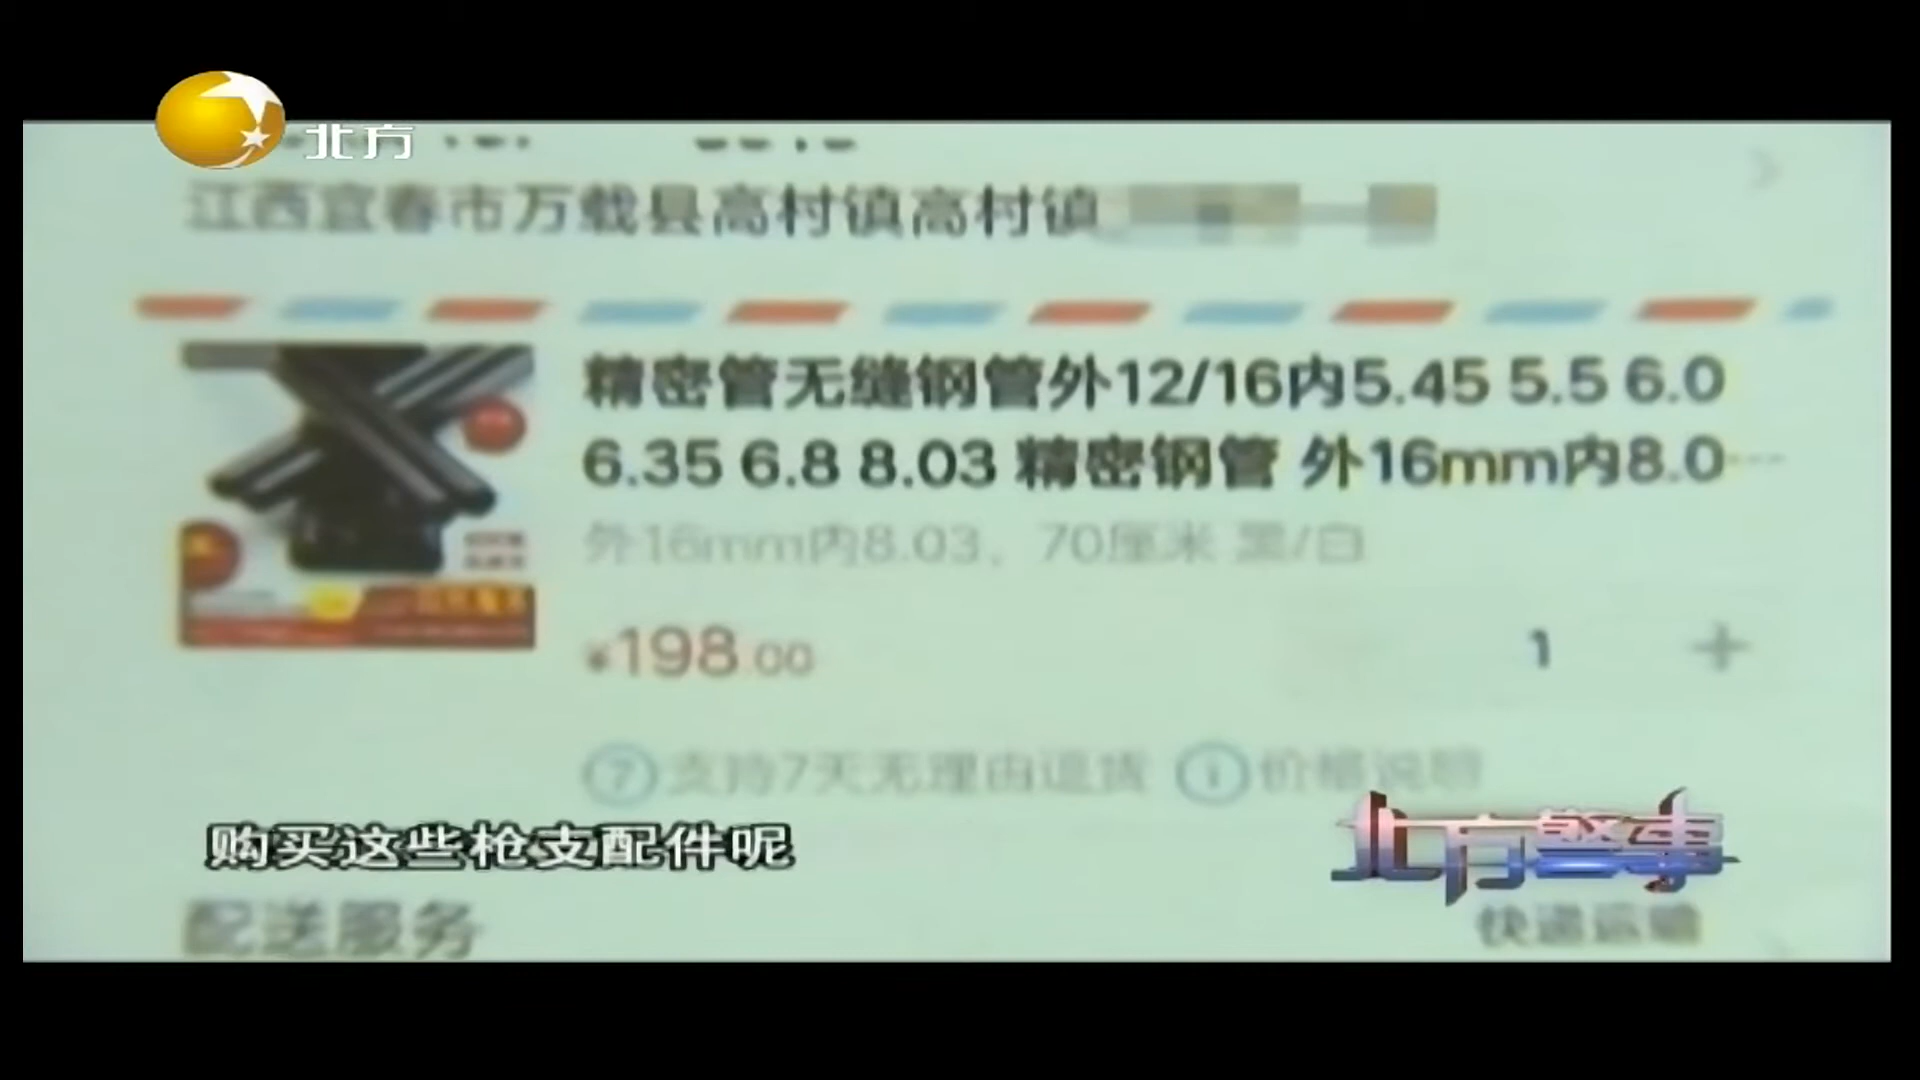 北方
江西宜春市万载县高村镇高村镇
精密管无缝钢管外12/16内5.45 5.5 6.0
6.35 6.8 8.03 精密钢管 外16mm内8.0…
外16mm内8.03，70厘米 黑/白
¥198.00
1 +
? 支持7天无理由退货 i 价格说明
购买这些枪支配件呢
北方警事
配送服务
快递运输